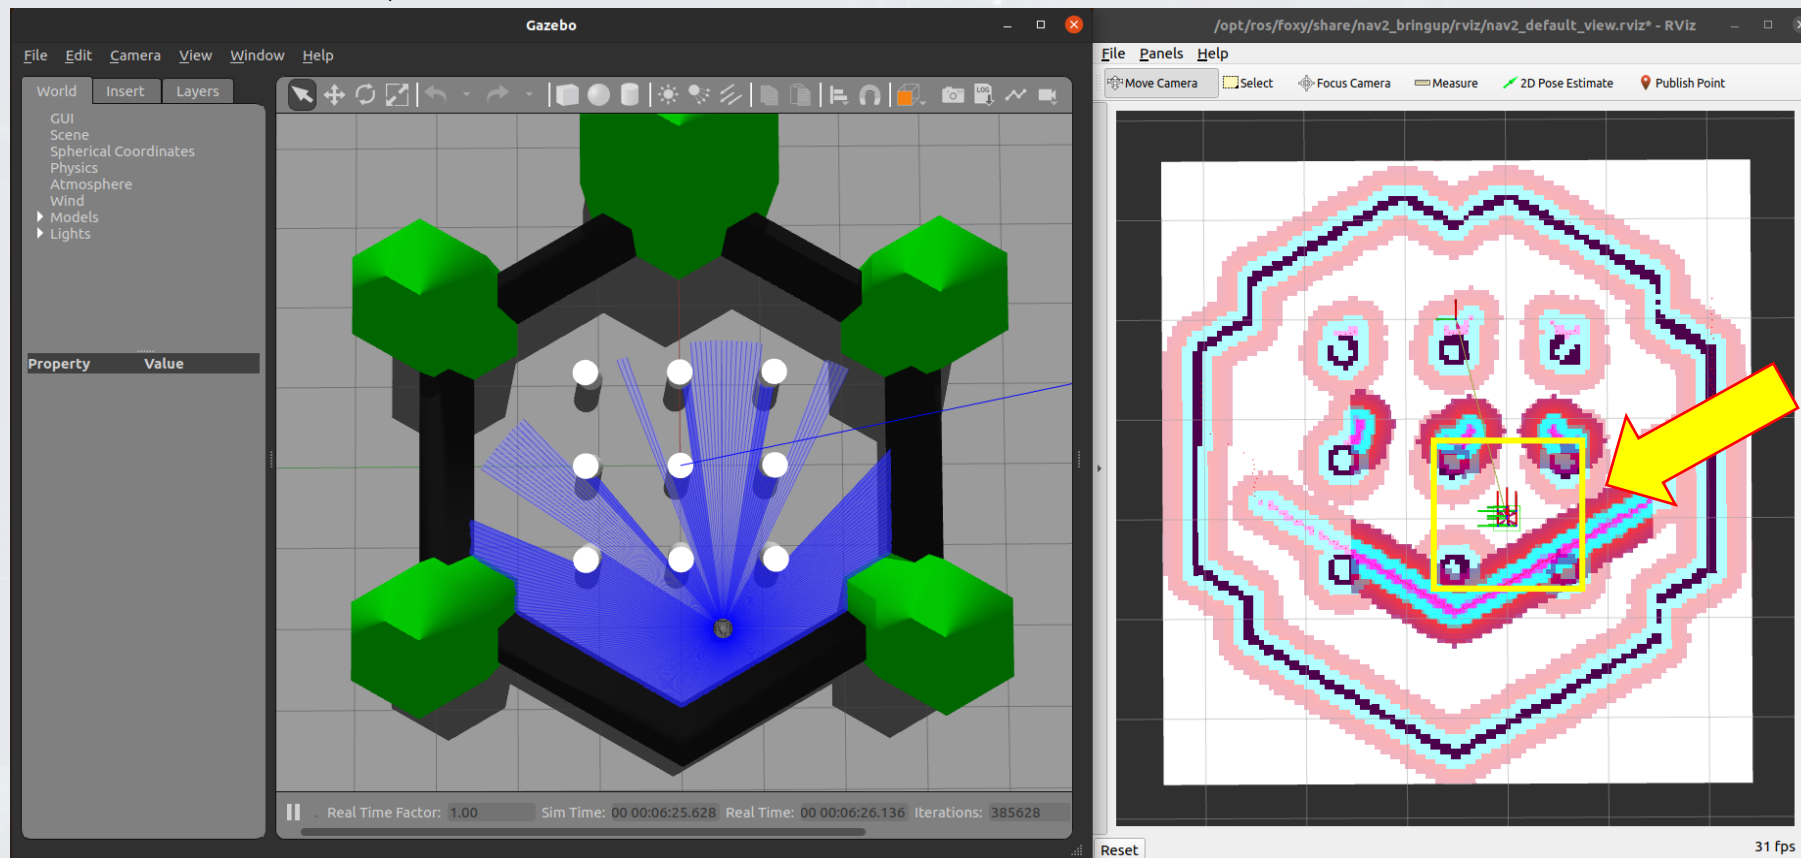 Gazebo
File Edit Camera View Window Help
World Insert Layers
GUI
Scene
Spherical Coordinates
Physics
Atmosphere
Wind
Models
Lights
Property Value
LOG
Real Time Factor: 1.00 Sim Time: 00 00:06:25.628 Real Time: 00 00:06:26.136 Iterations: 385628
/opt/ros/foxy/share/nav2_bringup/rviz/nav2_default_view.rviz* - RViz
File Panels Help
Move Camera Select Focus Camera Measure 2D Pose Estimate Publish Point
Reset 31 fps